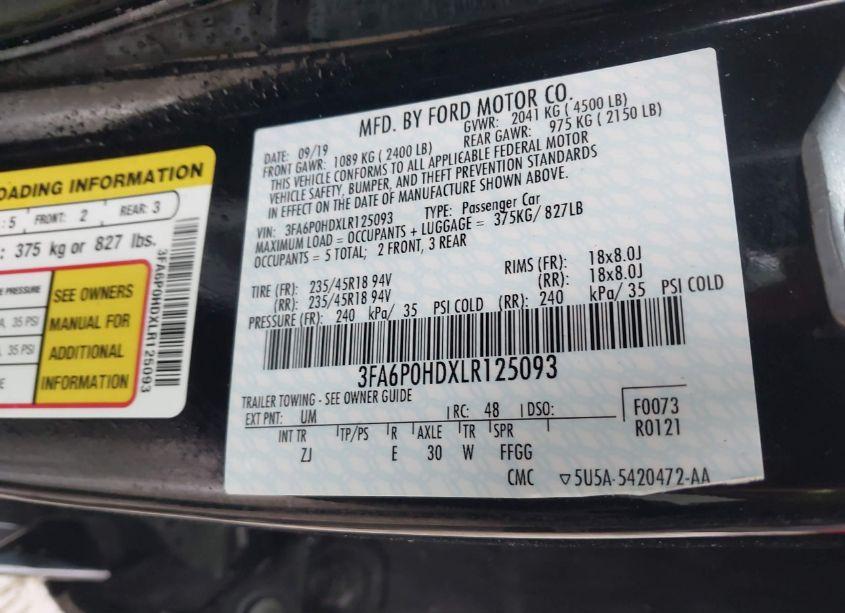 OADING INFORMATION
: 5 FRONT: 2 REAR: 3
: 375 kg or 827 lbs.
E PRESSURE
SEE OWNERS
MANUAL FOR
ADDITIONAL
INFORMATION
A, 35 PSI
A, 35 PSI
3FA6P0HDXLR125093
MFD. BY FORD MOTOR CO.
DATE: 09/19 GVWR: 2041 KG ( 4500 LB)
FRONT GAWR: 1089 KG ( 2400 LB) REAR GAWR: 975 KG ( 2150 LB)
THIS VEHICLE CONFORMS TO ALL APPLICABLE FEDERAL MOTOR
VEHICLE SAFETY, BUMPER, AND THEFT PREVENTION STANDARDS
IN EFFECT ON THE DATE OF MANUFACTURE SHOWN ABOVE.
VIN: 3FA6P0HDXLR125093 TYPE: Passenger Car
MAXIMUM LOAD = OCCUPANTS + LUGGAGE = 375KG/ 827LB
OCCUPANTS = 5 TOTAL; 2 FRONT, 3 REAR
TIRE (FR): 235/45R18 94V RIMS (FR): 18x8.0J
(RR): 235/45R18 94V (RR): 18x8.0J
PRESSURE (FR): 240 kPa/ 35 PSI COLD (RR): 240 kPa/ 35 PSI COLD
3FA6P0HDXLR125093
TRAILER TOWING - SEE OWNER GUIDE
EXT PNT: UM RC: 48 DSO: F0073
R0121
INT TR TP/PS R AXLE TR SPR
ZJ E 30 W FFGG
CMC ▽5U5A-5420472-AA